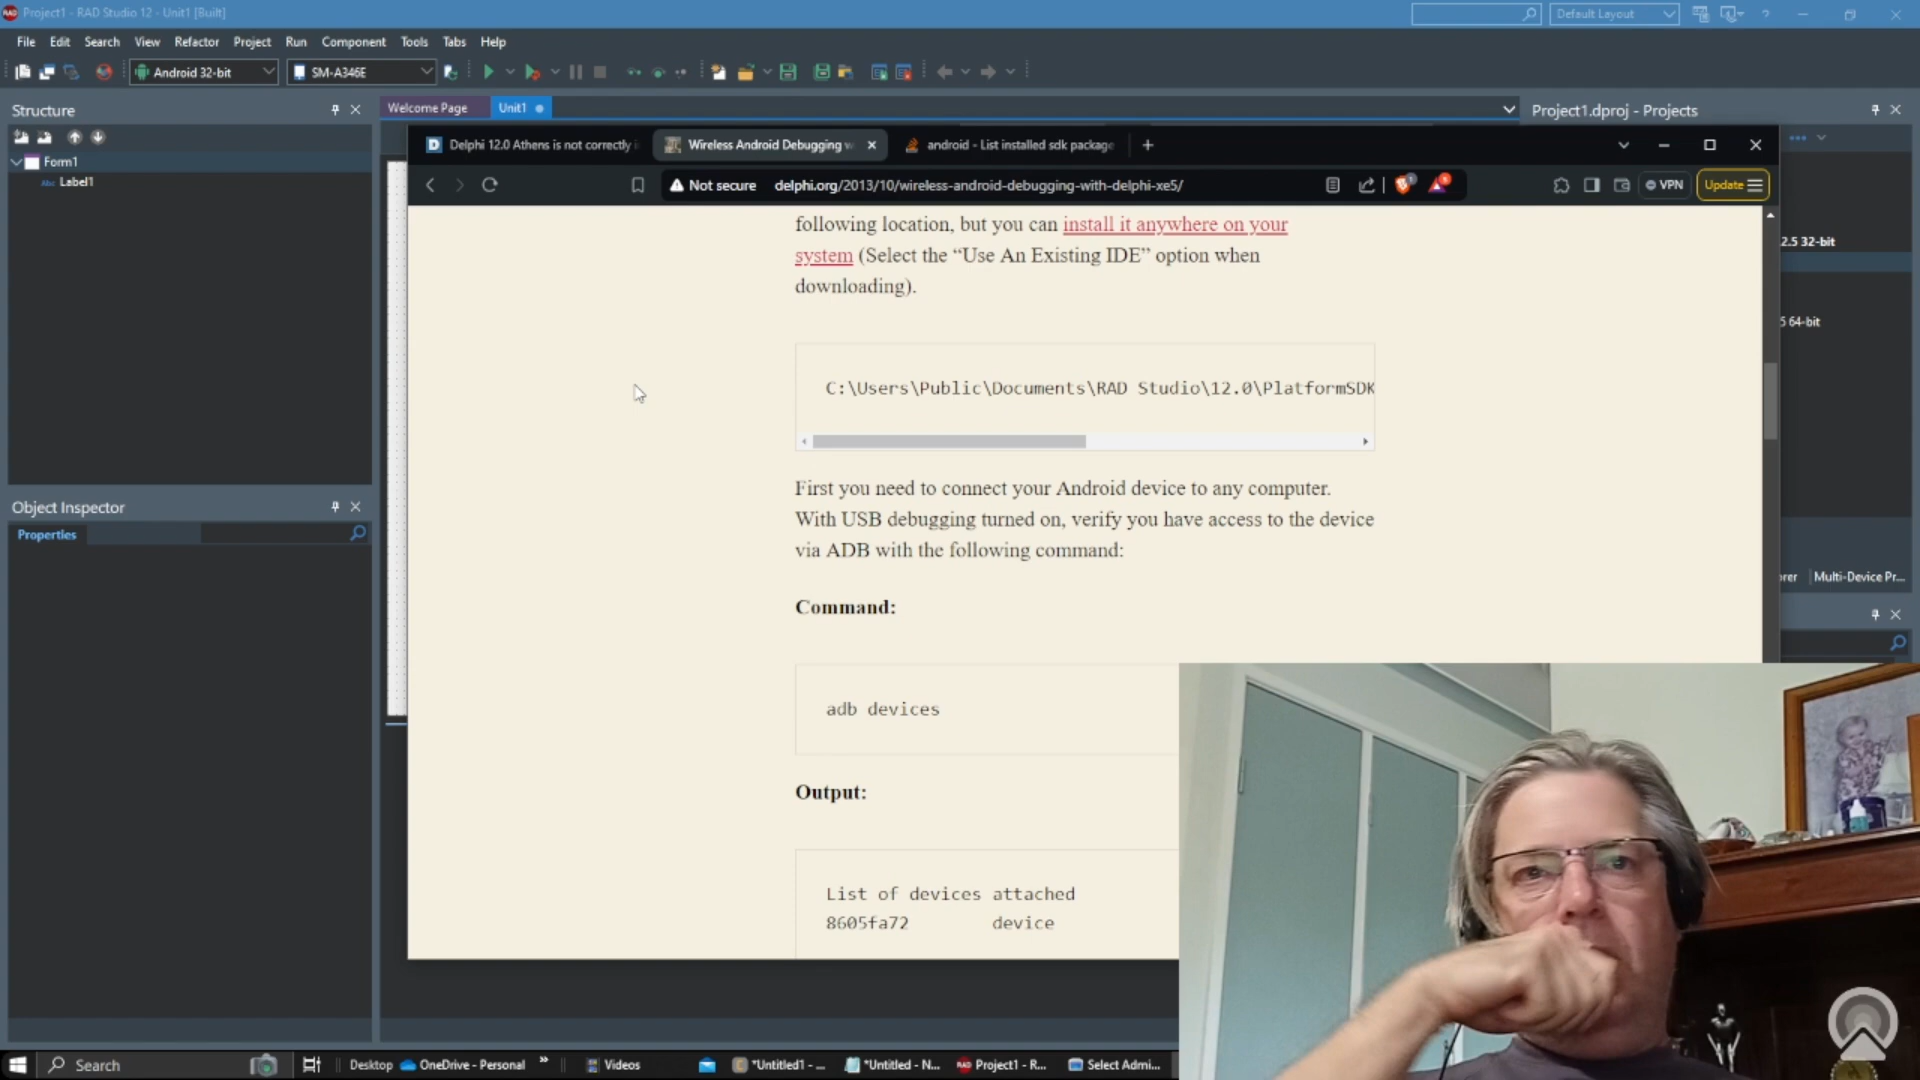 Project1 - RAD Studio 12 - Unit1 [Built]
Default Layout
File Edit Search View Refactor Project Run Component Tools Tabs Help
Android 32-bit
SM-A346E
Structure
Welcome Page
Unit1
Project1.dproj - Projects
Form1
Label1
Delphi 12.0 Athens is not correctly i
Wireless Android Debugging w
android - List installed sdk package
Not secure
delphi.org/2013/10/wireless-android-debugging-with-delphi-xe5/
VPN
Update
following location, but you can install it anywhere on your
system (Select the “Use An Existing IDE” option when
downloading).
2.5 32-bit
5 64-bit
C:\Users\Public\Documents\RAD Studio\12.0\PlatformSDK
First you need to connect your Android device to any computer.
With USB debugging turned on, verify you have access to the device
via ADB with the following command:
Object Inspector
Properties
rer
Multi-Device Pr...
Command:
adb devices
Output:
List of devices attached
8605fa72 device
Search
Desktop
OneDrive - Personal
Videos
*Untitled1 - ...
*Untitled - N...
Project1 - R...
Select Admi...